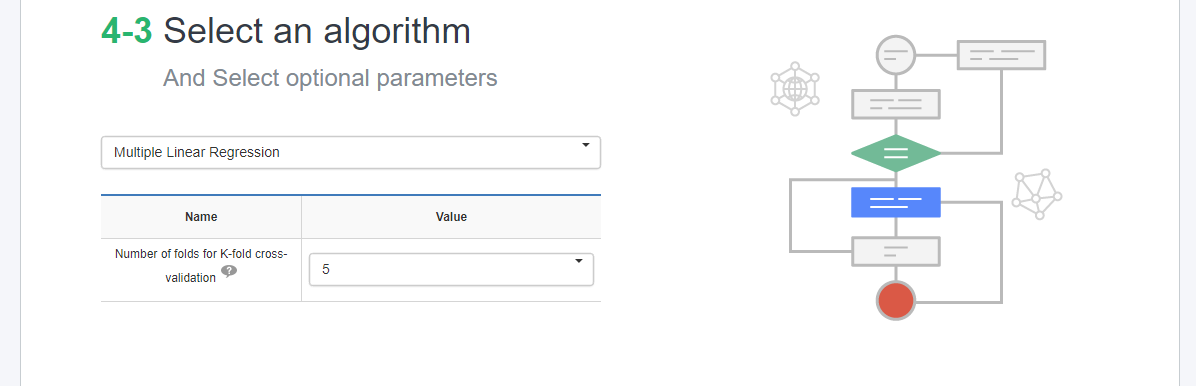 4-3 Select an algorithm
And Select optional parameters
Multiple Linear Regression
Name Value
Number of folds for K-fold cross-
validation ?
5